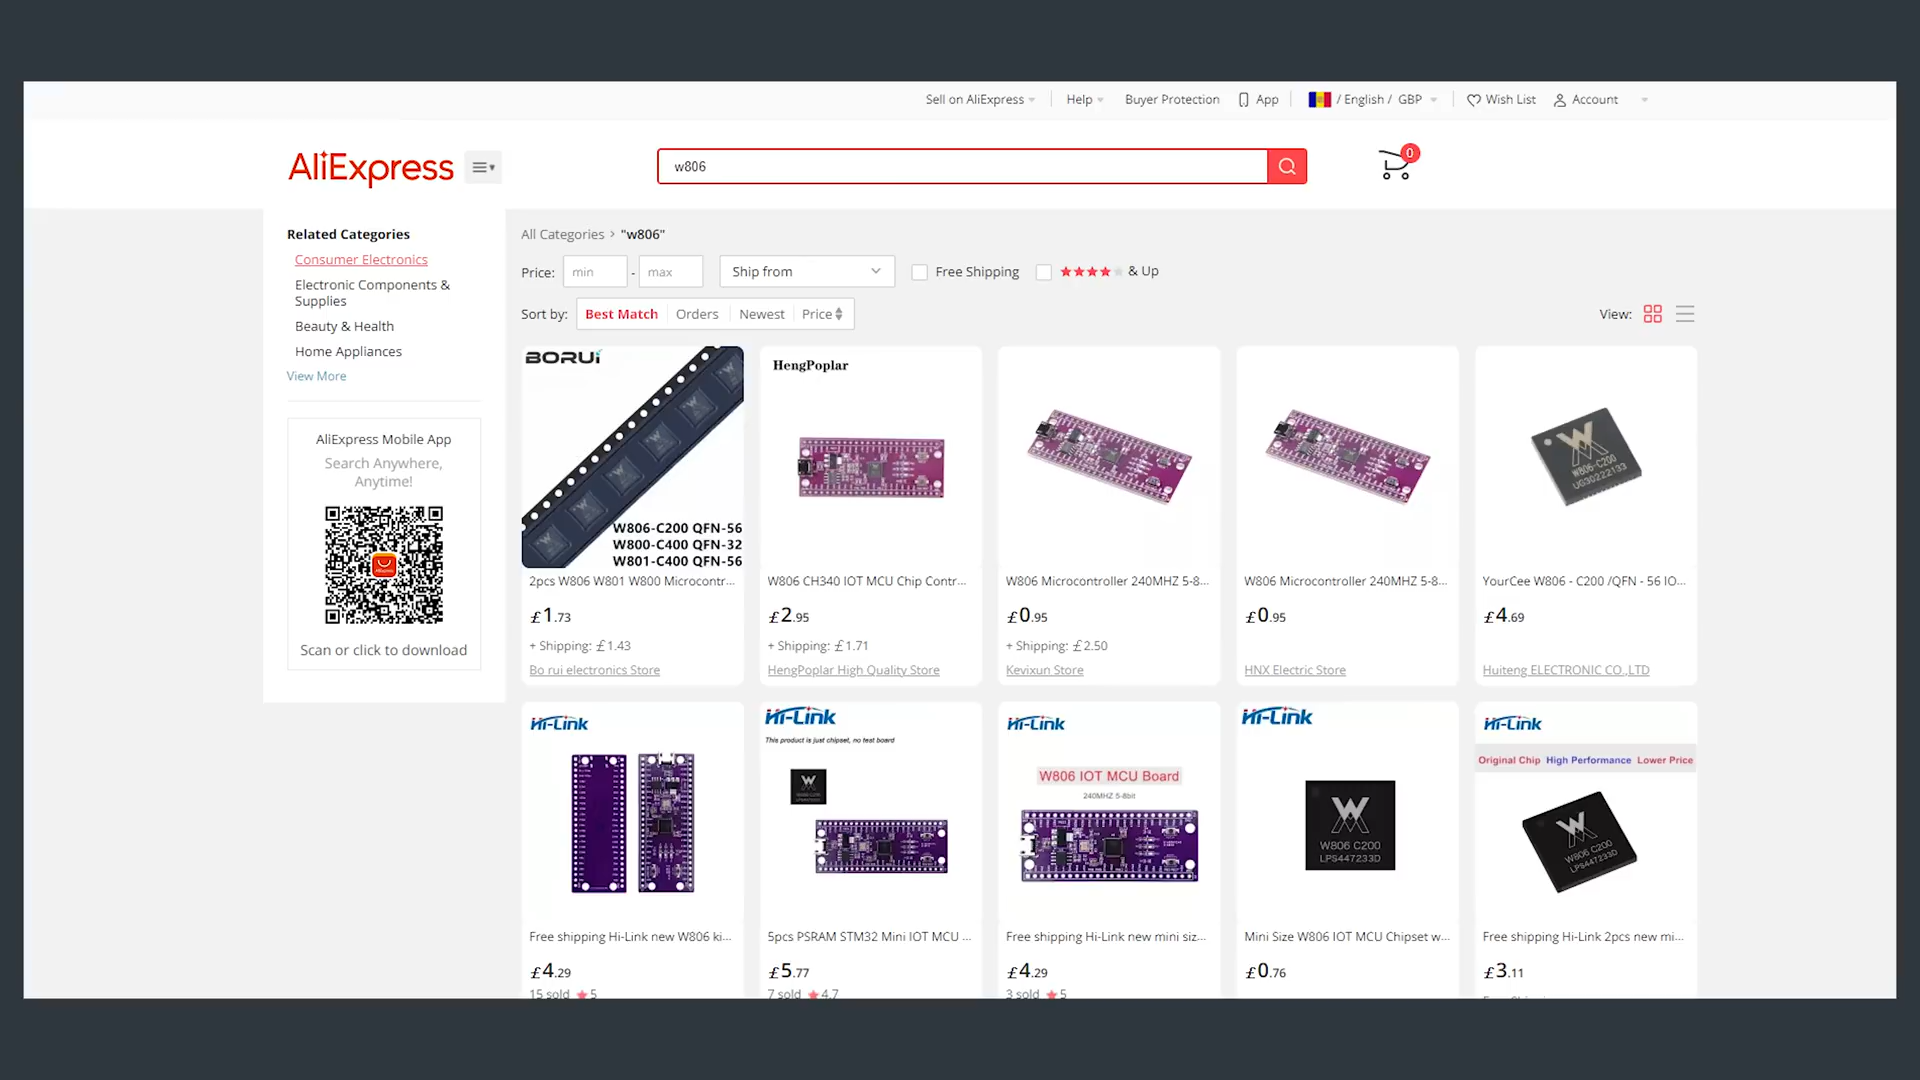 Sell on AliExpress
Help
Buyer Protection
App
/ English / GBP
Wish List
Account
AliExpress
w806
0
Related Categories
Consumer Electronics
Electronic Components &
Supplies
Beauty & Health
Home Appliances
View More
AliExpress Mobile App
Search Anywhere,
Anytime!
Scan or click to download
All Categories > "w806"
Price: min - max
Ship from
Free Shipping
& Up
Sort by: Best Match Orders Newest Price
View:
BORUi
W806-C200 QFN-56
W800-C400 QFN-32
W801-C400 QFN-56
2pcs W806 W801 W800 Microcontr...
£1.73
+ Shipping: £1.43
Bo rui electronics Store
HengPoplar
W806 CH340 IOT MCU Chip Contr...
£2.95
+ Shipping: £1.71
HengPoplar High Quality Store
W806 Microcontroller 240MHZ 5-8...
£0.95
+ Shipping: £2.50
Kevixun Store
W806 Microcontroller 240MHZ 5-8...
£0.95
HNX Electric Store
W806-C200
UG30222133
YourCee W806 - C200 /QFN - 56 IO...
£4.69
Huiteng ELECTRONIC CO.,LTD
Hi-Link
Free shipping Hi-Link new W806 ki...
£4.29
15 sold ★5
Hi-Link
This product is just chipset, no test board
5pcs PSRAM STM32 Mini IOT MCU ...
£5.77
7 sold ★4.7
Hi-Link
W806 IOT MCU Board
240MHZ 5-8bit
Free shipping Hi-Link new mini siz...
£4.29
3 sold ★5
Hi-Link
W806 C200
LPS447233D
Mini Size W806 IOT MCU Chipset w...
£0.76
Hi-Link
Original Chip High Performance Lower Price
W806 C200
LPS447233D
Free shipping Hi-Link 2pcs new mi...
£3.11